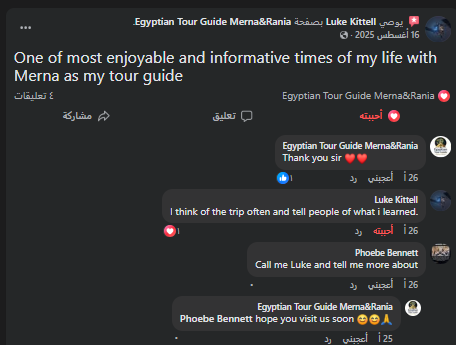 يوصي Luke Kittell بصفحة Egyptian Tour Guide Merna&Rania.
16 أغسطس 2025 ·
One of most enjoyable and informative times of my life with
Merna as my tour guide
Egyptian Tour Guide Merna&Rania
٤ تعليقات
أحببته
تعليق
مشاركة
Egyptian Tour Guide Merna&Rania
Thank you sir ❤️❤️
26 أ أعجبني رد
١
Luke Kittell
I think of the trip often and tell people of what i learned.
26 أ أحببته رد
١
Phoebe Bennett
Call me Luke and tell me more about
26 أ أعجبني رد
Egyptian Tour Guide Merna&Rania
Phoebe Bennett hope you visit us soon 😊😊🙏
25 أ أعجبني رد